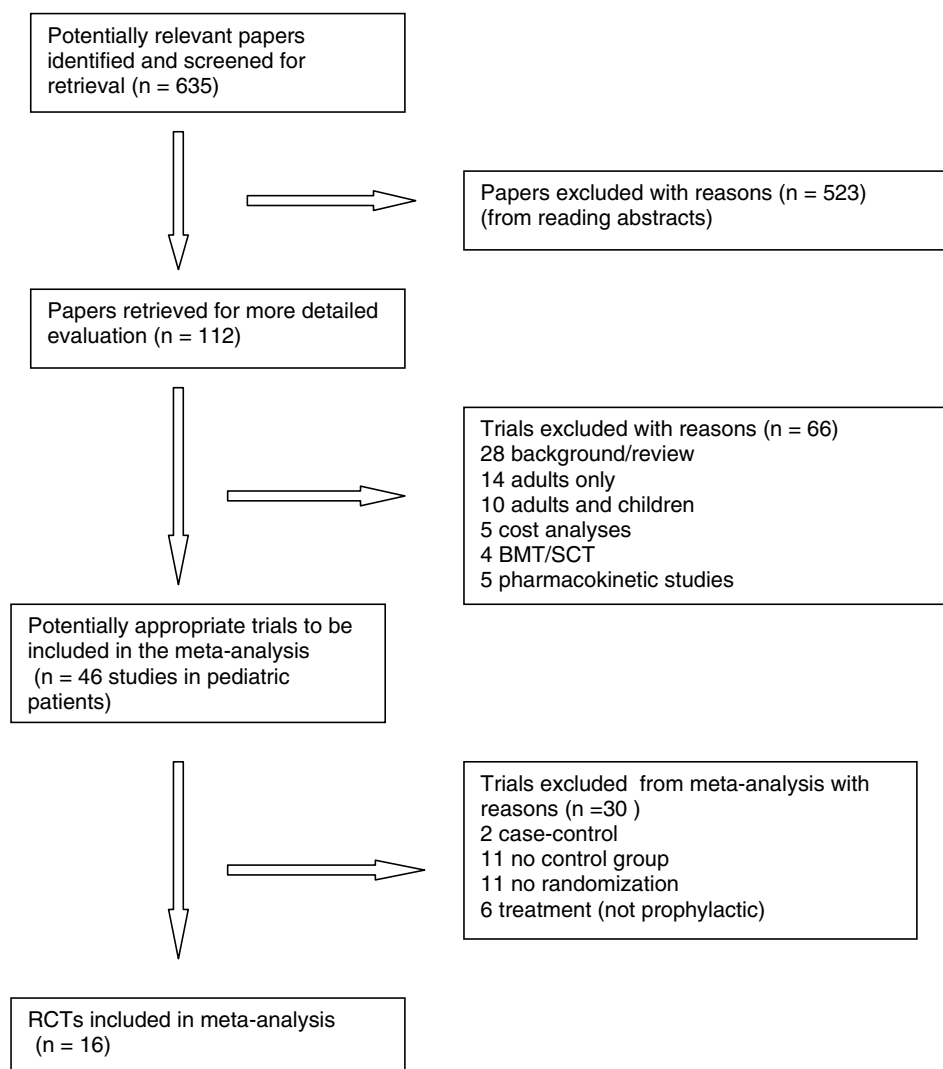 Potentially relevant papers
identified and screened for
retrieval (n = 635)
Papers excluded with reasons (n = 523)
(from reading abstracts)
Papers retrieved for more detailed
evaluation (n = 112)
Trials excluded with reasons (n = 66)
28 background/review
14 adults only
10 adults and children
5 cost analyses
4 BMT/SCT
5 pharmacokinetic studies
Potentially appropriate trials to be
included in the meta-analysis
(n = 46 studies in pediatric
patients)
Trials excluded  from meta-analysis with
reasons (n =30 )
2 case-control
11 no control group
11 no randomization
6 treatment (not prophylactic)
RCTs included in meta-analysis
(n = 16)